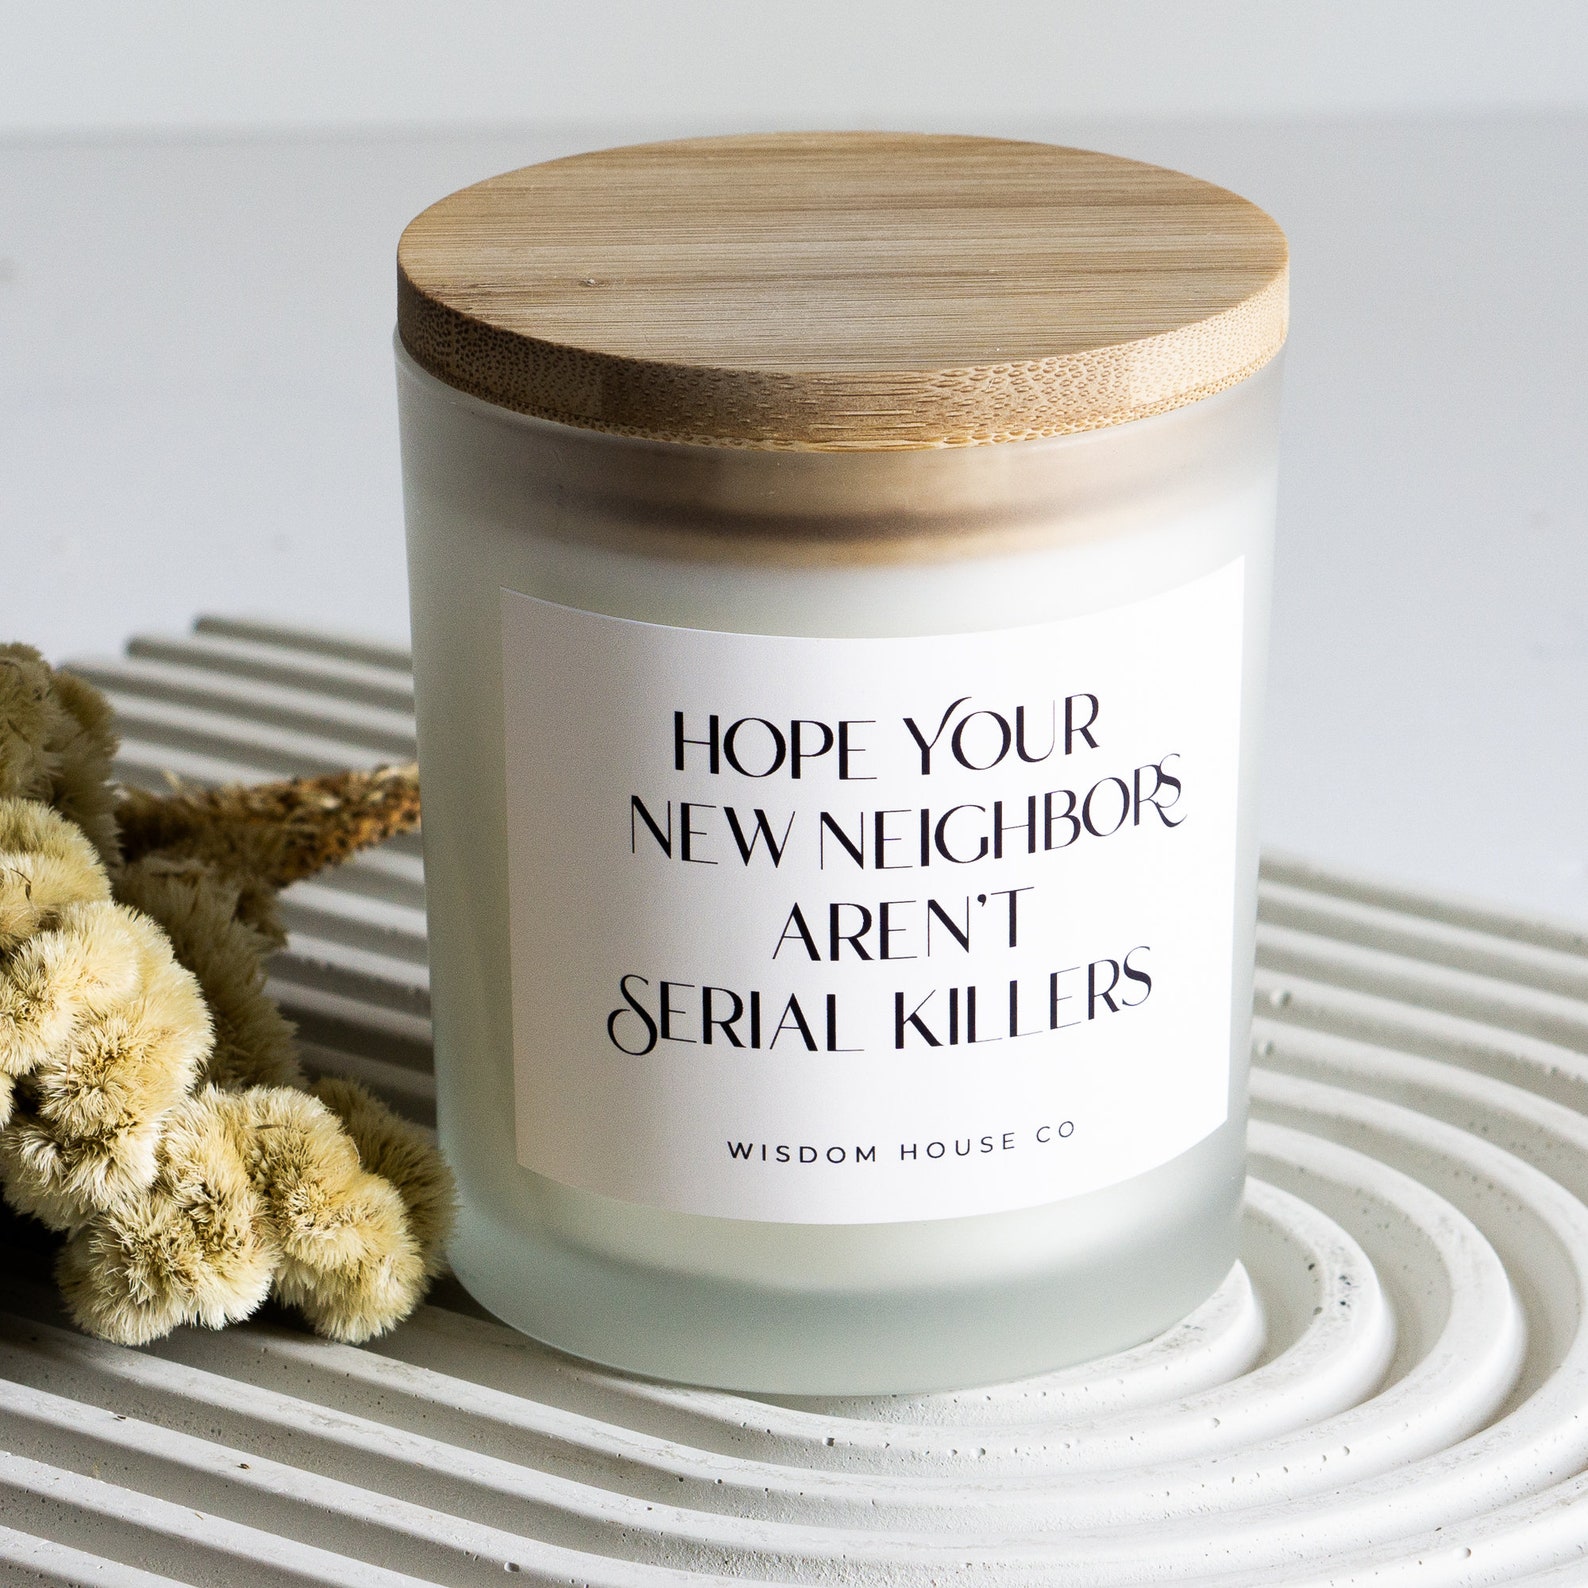 HOPE YOUR
NEW NEIGHBORS
AREN'T
SERIAL KILLERS
WISDOM HOUSE CO